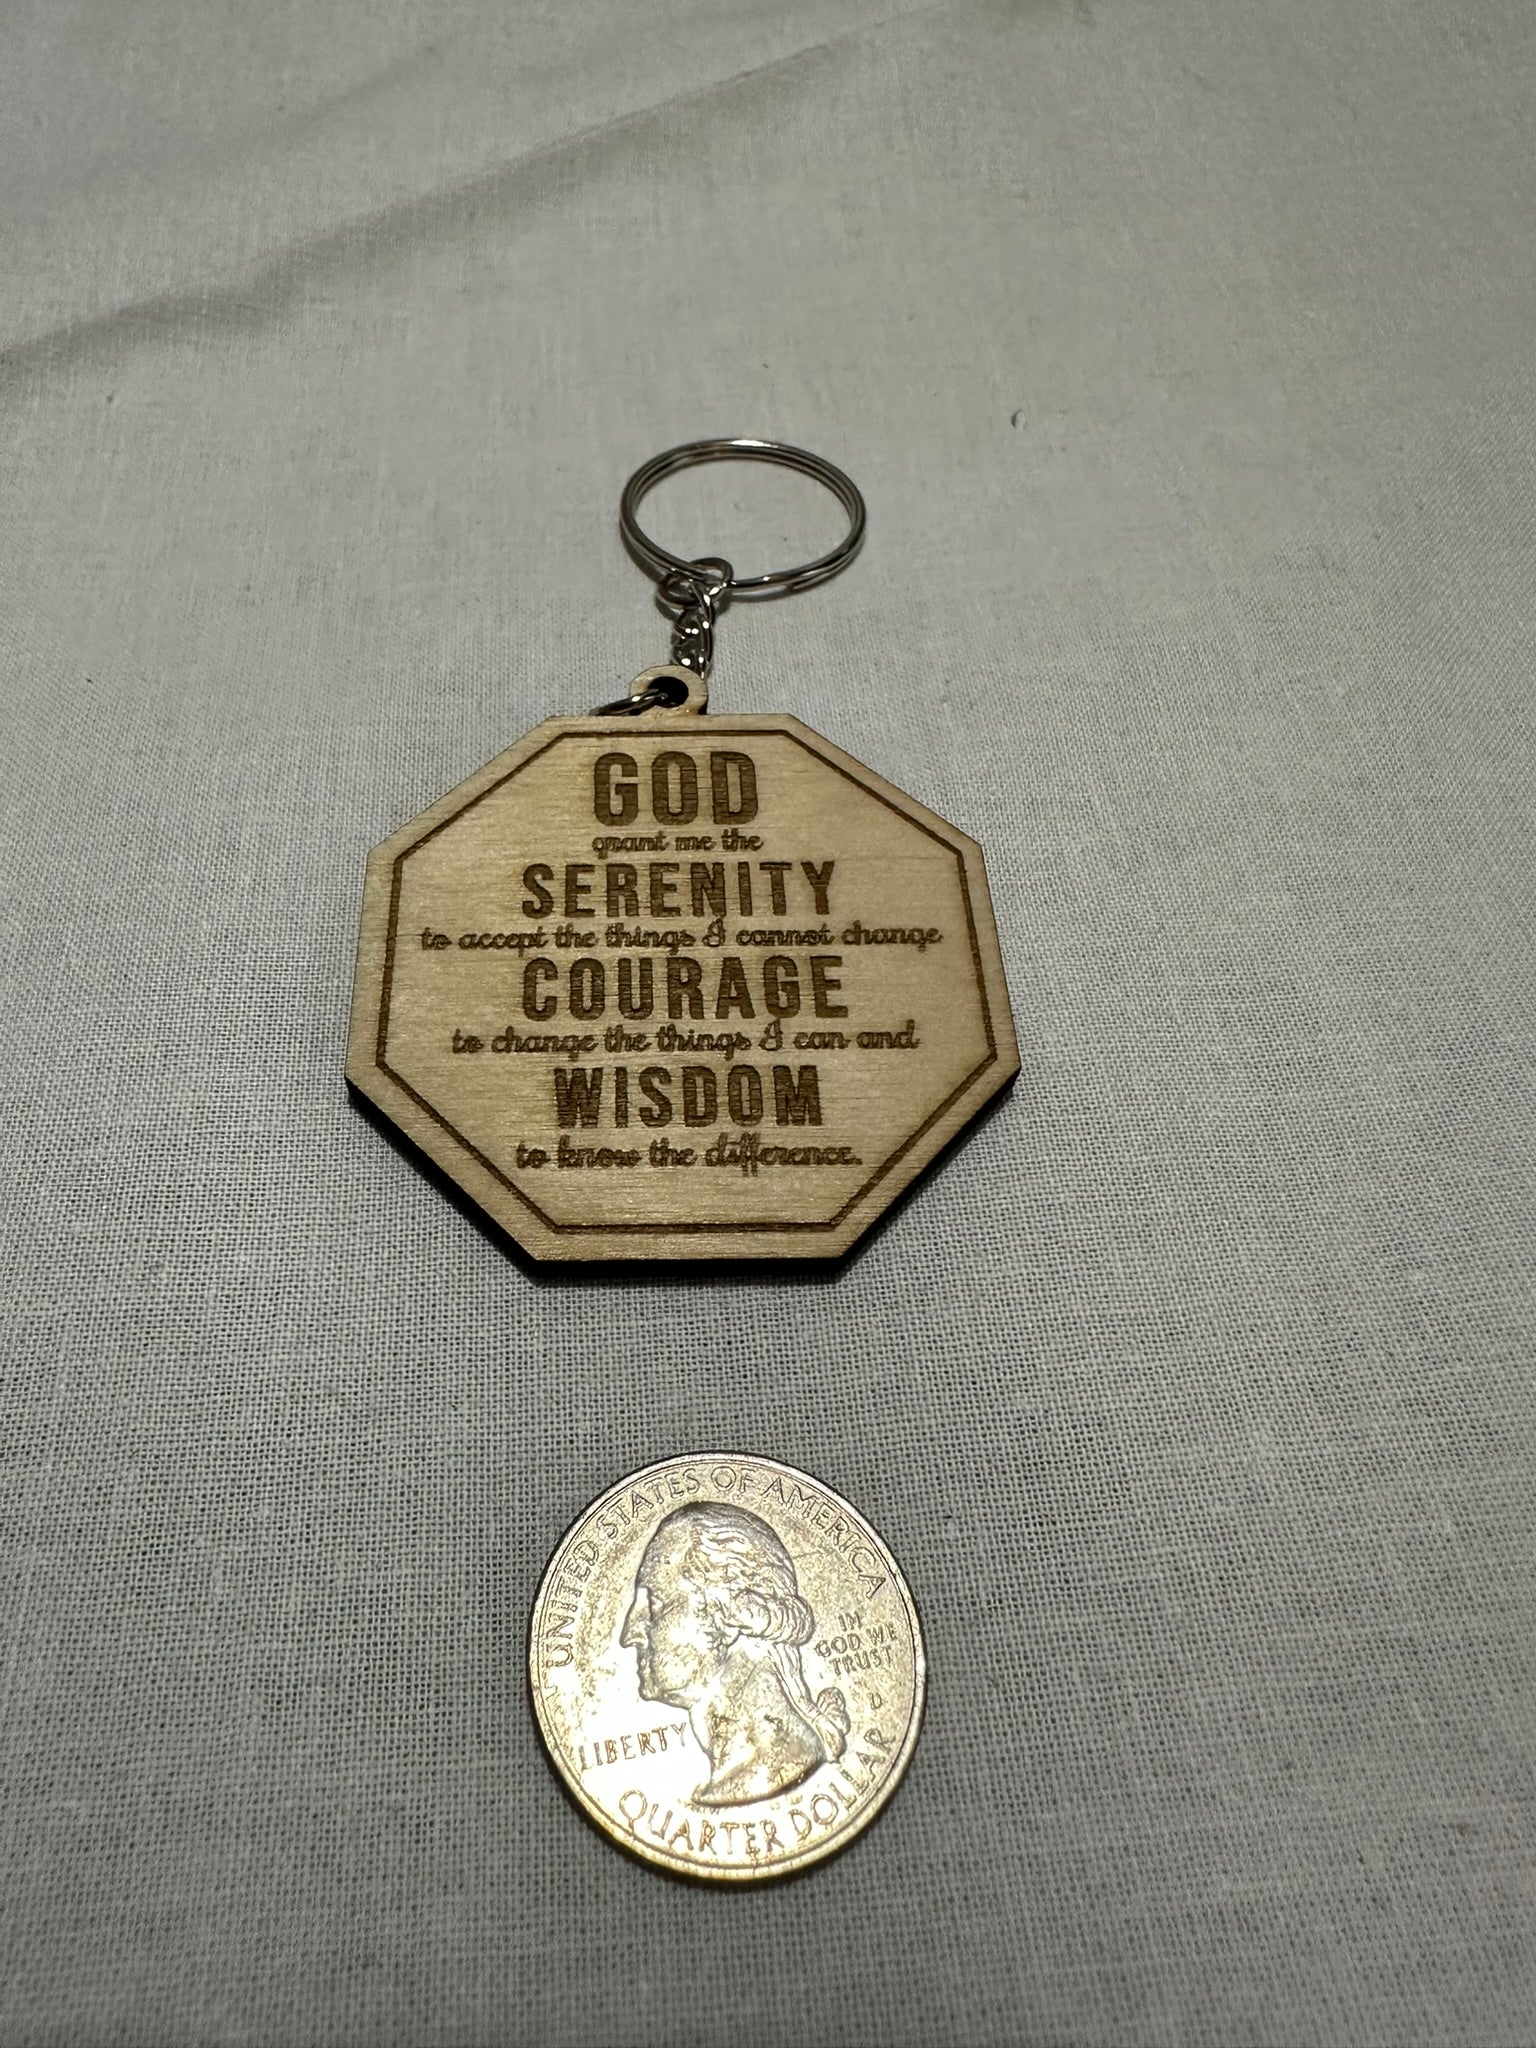 GOD
grant me the
SERENITY
to accept the things I cannot change
COURAGE
to change the things I can and
WISDOM
to know the difference.
UNITED STATES OF AMERICA
IN
GOD WE
TRUST
D
LIBERTY
QUARTER DOLLAR